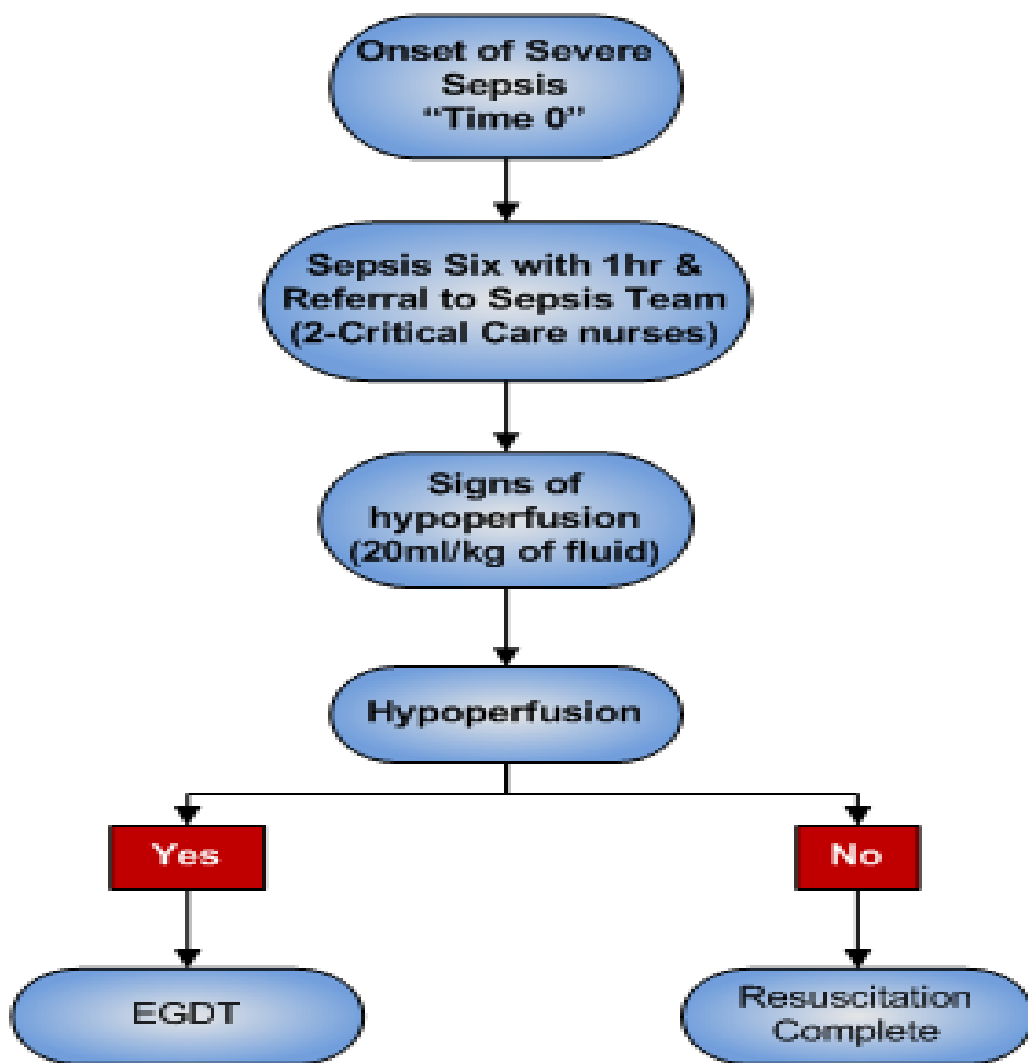 Onset of Severe
Sepsis
“Time 0”
Sepsis Six with 1hr &
Referral to Sepsis Team
(2-Critical Care nurses)
Signs of
hypoperfusion
(20ml/kg of fluid)
Hypoperfusion
Yes
No
EGDT
Resuscitation
Complete